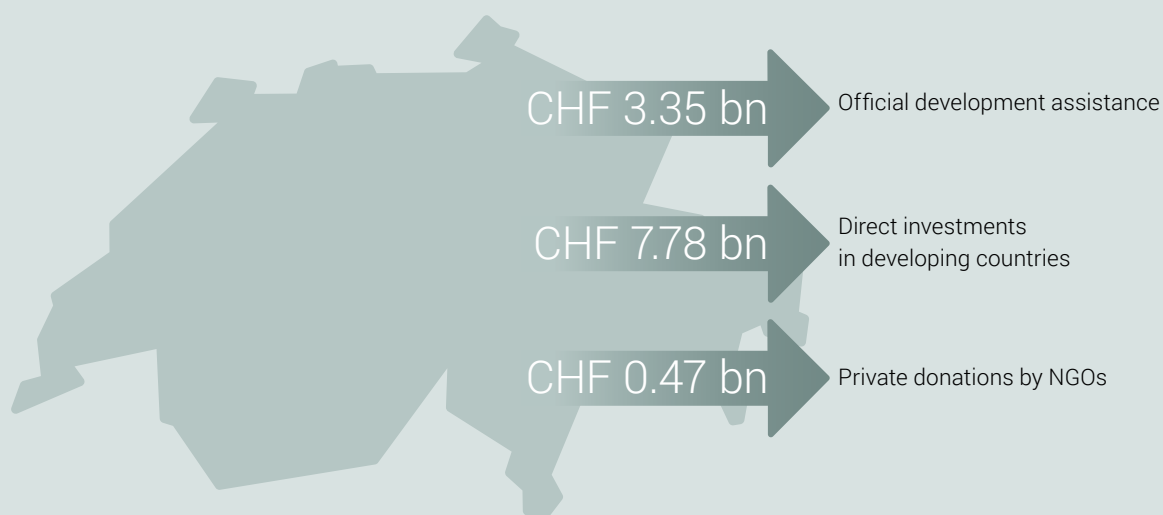 CHF 3.35 bn
Official development assistance
CHF 7.78 bn
Direct investments
in developing countries
CHF 0.47 bn
Private donations by NGOs